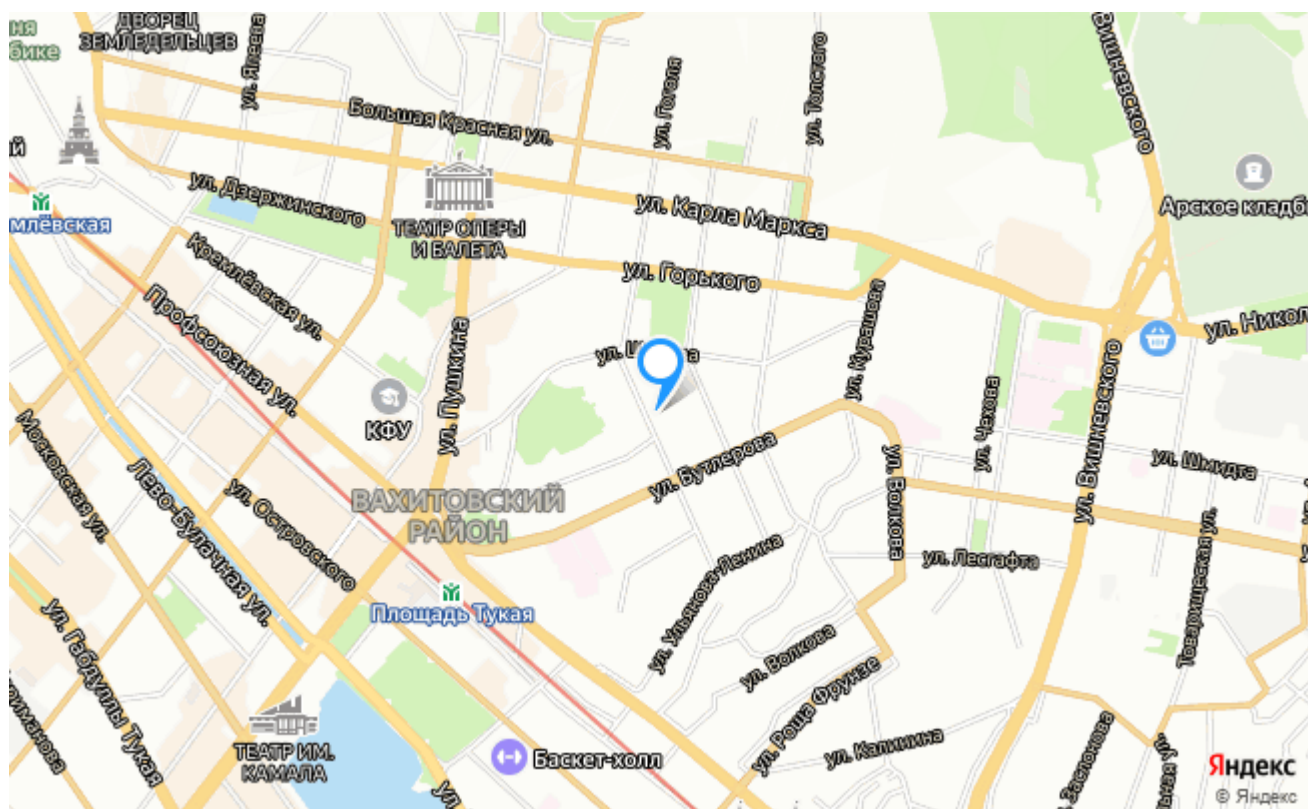 ДВОРЕЦ
ЗЕМЛЕДЕЛЬЦЕВ
ул. Япеева
Большая Красная ул.
ул. Гоголя
ул. Толстого
Вишневского
Арское кладб
млёвская
ул. Дзержинского
ТЕАТР ОПЕРЫ
И БАЛЕТА
ул. Карла Маркса
ул. Горького
Кремлёвская ул.
Профсоюзная ул.
ул. Пушкина
КФУ
ул. Курашова
ул. Чехова
ул. Вишневского
ул. Никол
Московская ул.
Лево-Булачная ул.
ул. Островского
ВАХИТОВСКИЙ
РАЙОН
ул. Бутлерова
ул. Волкова
ул. Шмидта
ул. Лесгафта
Товарищеская ул.
Площадь Тукая
ул. Ульянова-Ленина
ул. Волкова
ул. Роща Фрунзе
ул. Калинина
ул. Габдуллы Тукая
ТЕАТР ИМ.
КАМАЛА
Баскет-холл
ул.
Заслонова
Яндекс
© Яндекс